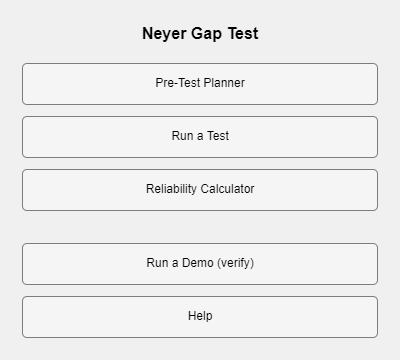 Neyer Gap Test
Pre-Test Planner
Run a Test
Reliability Calculator
Run a Demo (verify)
Help